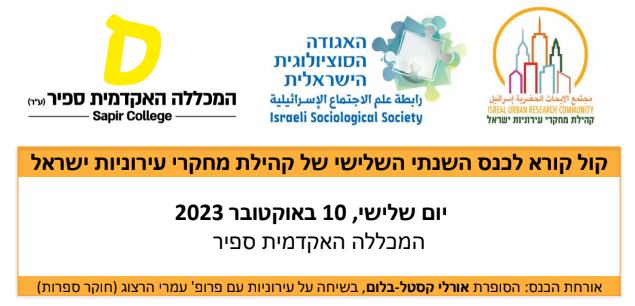 ס
המכללה האקדמית ספיר (ע"ר)
Sapir College
האגודה
הסוציולוגית
הישראלית
رابطة علم الاجتماع الإسرائيلية
Israeli Sociological Society
مجتمع الابحاث الحضرية إسرائيل
ISREAL URBAN RESEARCH COMMUNITY
קהילת מחקרי עירוניות ישראל
קול קורא לכנס השנתי השלישי של קהילת מחקרי עירוניות ישראל
יום שלישי, 10 באוקטובר 2023
המכללה האקדמית ספיר
אורחת הכנס: הסופרת אורלי קסטל-בלום, בשיחה על עירוניות עם פרופ' עמרי הרצוג (חוקר ספרות)